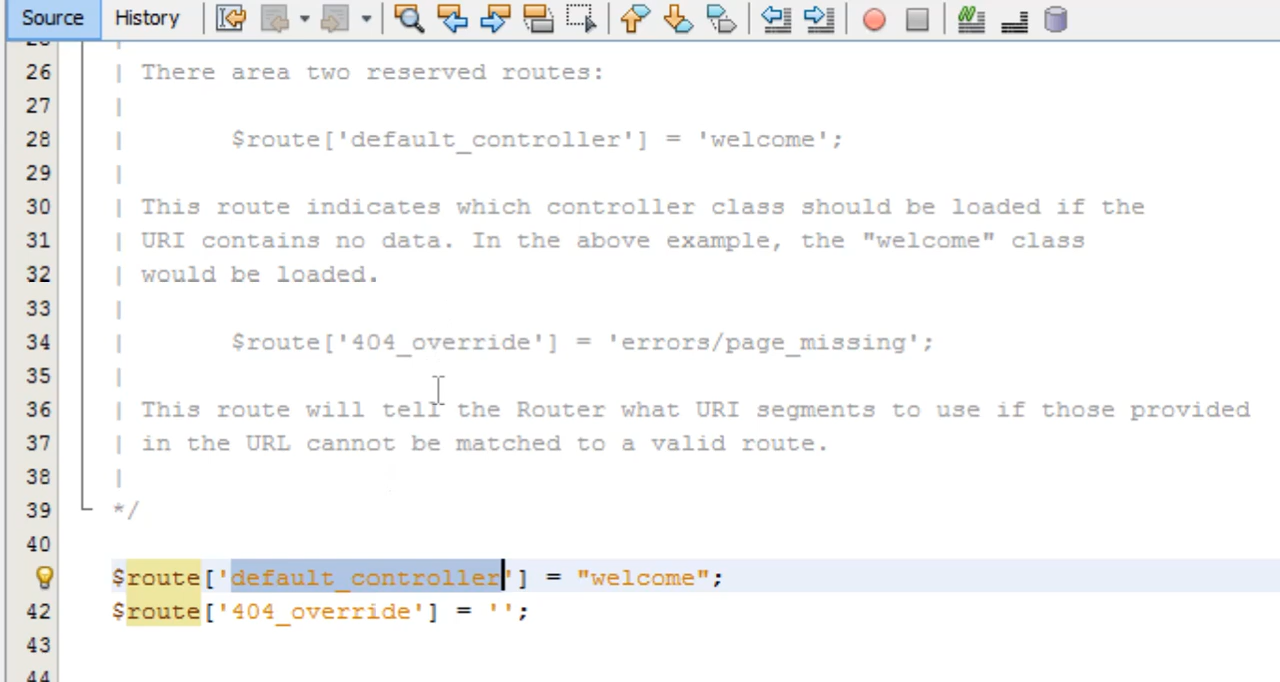 Source History
26 | There area two reserved routes:
27 |
28 | $route['default_controller'] = 'welcome';
29 |
30 | This route indicates which controller class should be loaded if the
31 | URI contains no data. In the above example, the "welcome" class
32 | would be loaded.
33 |
34 | $route['404_override'] = 'errors/page_missing';
35 |
36 | This route will tell the Router what URI segments to use if those provided
37 | in the URL cannot be matched to a valid route.
38 |
39 */
40
$route['default_controller'] = "welcome";
42 $route['404_override'] = '';
43
44